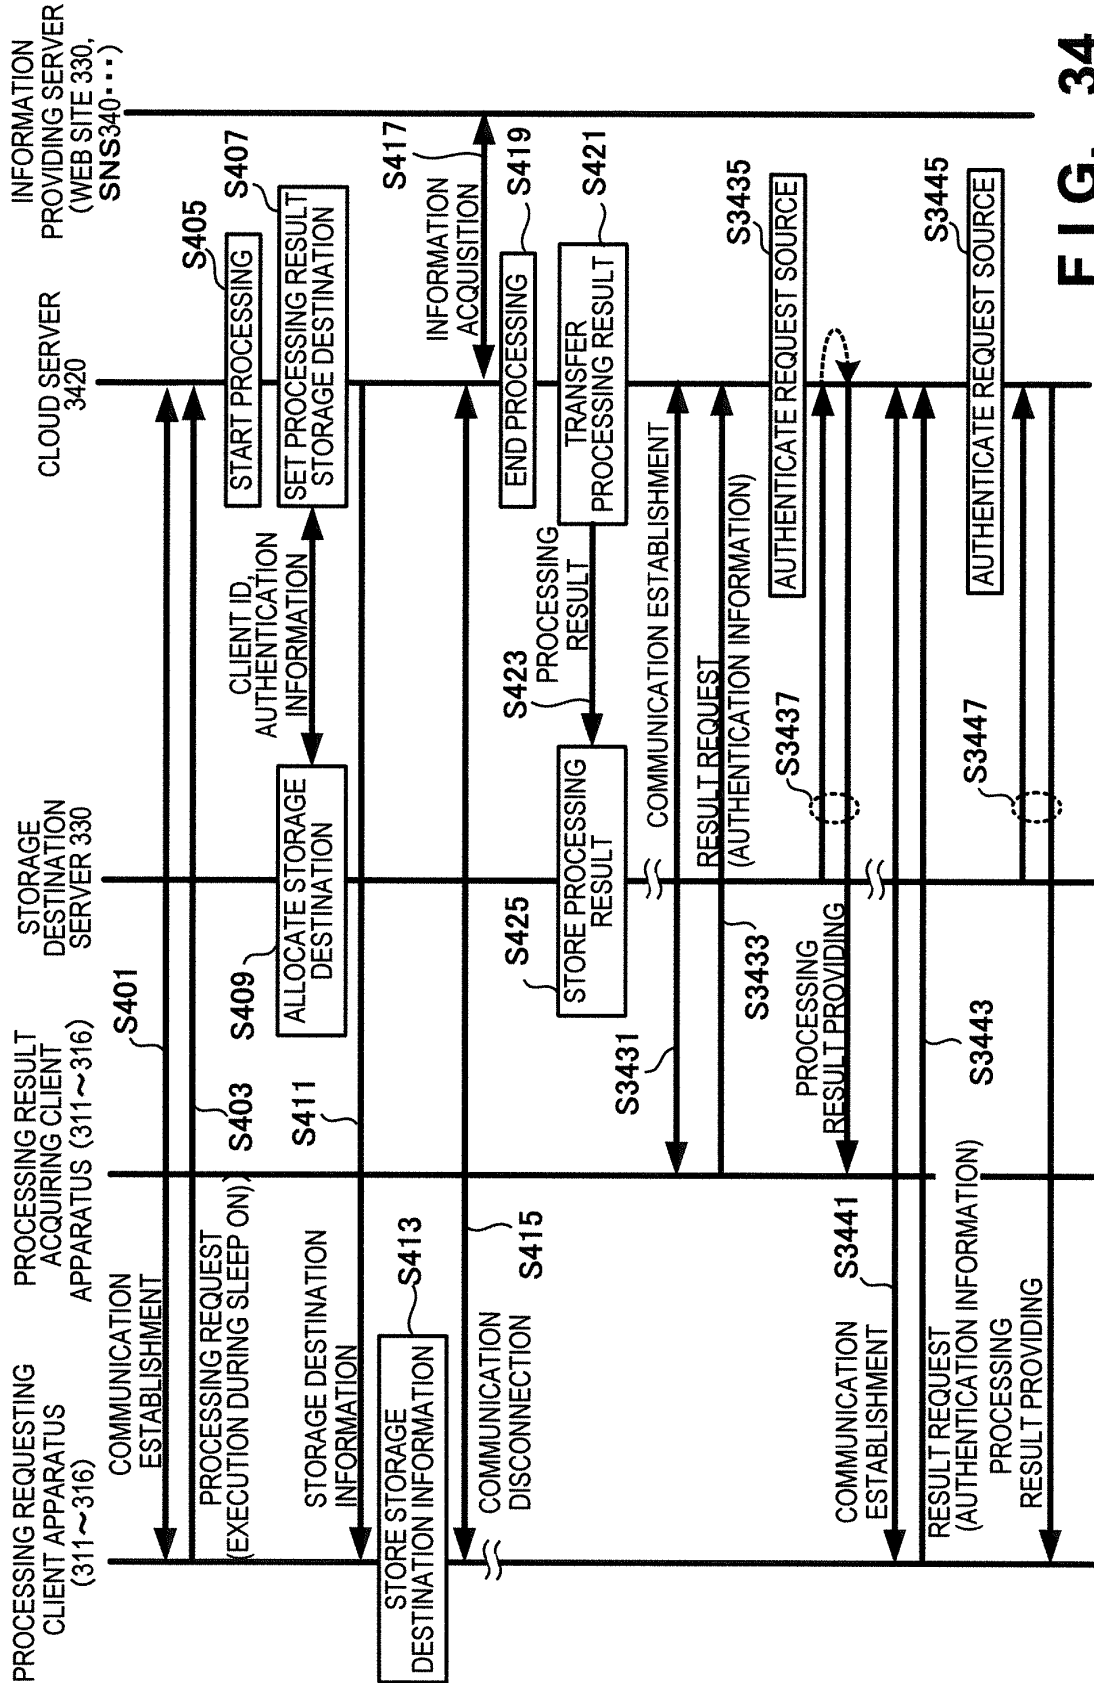 PROCESSING REQUESTING
CLIENT APPARATUS
(311~316)
PROCESSING RESULT
ACQUIRING CLIENT
APPARATUS (311~316)
STORAGE
DESTINATION
SERVER 330
CLOUD SERVER
3420
INFORMATION
PROVIDING SERVER
(WEB SITE 330,
SNS340···)
COMMUNICATION
ESTABLISHMENT
S401
PROCESSING REQUEST
(EXECUTION DURING SLEEP ON)
S403
START PROCESSING
S405
SET PROCESSING RESULT
STORAGE DESTINATION
S407
CLIENT ID,
AUTHENTICATION
INFORMATION
ALLOCATE STORAGE
DESTINATION
S409
STORAGE DESTINATION
INFORMATION
S411
STORE STORAGE
DESTINATION INFORMATION
S413
COMMUNICATION
DISCONNECTION
S415
INFORMATION
ACQUISITION
S417
END PROCESSING
S419
TRANSFER
PROCESSING RESULT
S421
PROCESSING
RESULT
S423
STORE PROCESSING
RESULT
S425
COMMUNICATION ESTABLISHMENT
S3431
RESULT REQUEST
(AUTHENTICATION INFORMATION)
S3433
AUTHENTICATE REQUEST SOURCE
S3435
S3437
PROCESSING
RESULT PROVIDING
COMMUNICATION
ESTABLISHMENT
S3441
RESULT REQUEST
(AUTHENTICATION INFORMATION)
S3443
AUTHENTICATE REQUEST SOURCE
S3445
S3447
PROCESSING
RESULT PROVIDING
FIG. 34